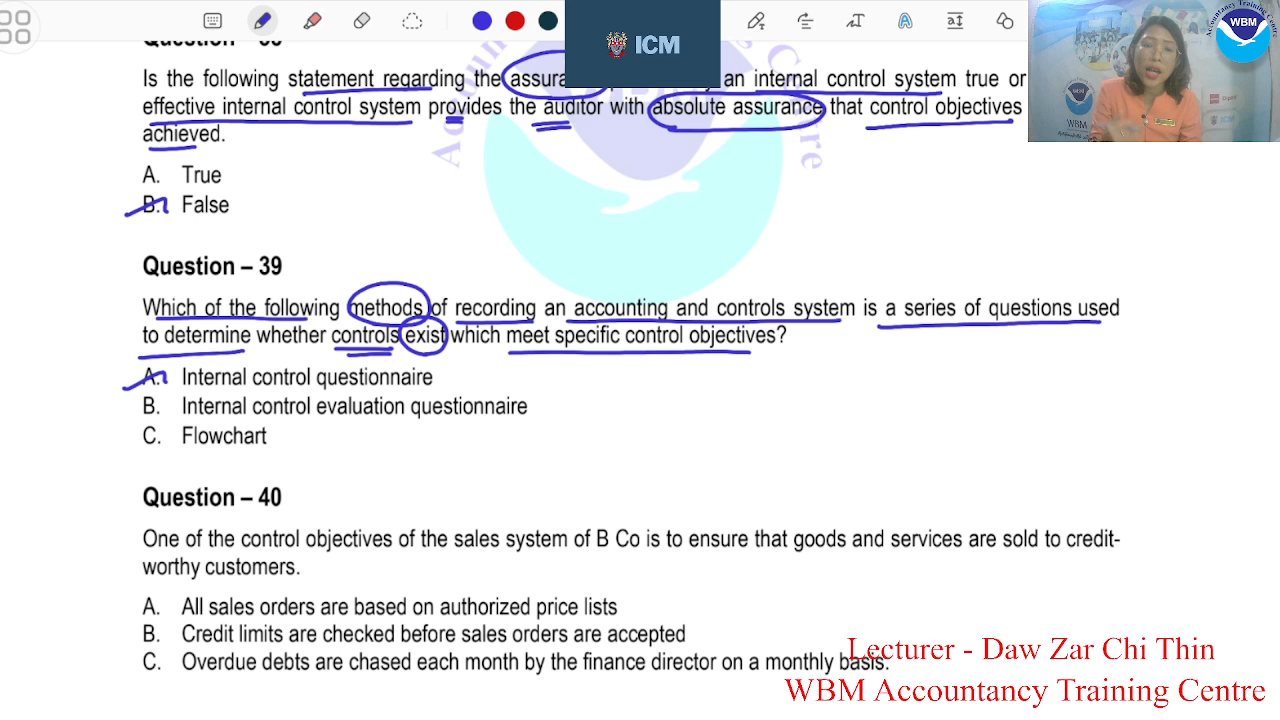 ICM
WBM
Accountancy Training Centre
Is the following statement regarding the an internal control system true or
effective internal control system provides the auditor with absolute assurance that control objectives
achieved.
A. True
B. False
Question – 39
Which of the following methods of recording an accounting and controls system is a series of questions used
to determine whether controls exist which meet specific control objectives?
A. Internal control questionnaire
B. Internal control evaluation questionnaire
C. Flowchart
Question – 40
One of the control objectives of the sales system of B Co is to ensure that goods and services are sold to credit-
worthy customers.
A. All sales orders are based on authorized price lists
B. Credit limits are checked before sales orders are accepted
C. Overdue debts are chased each month by the finance director on a monthly basis.
Lecturer - Daw Zar Chi Thin
WBM Accountancy Training Centre